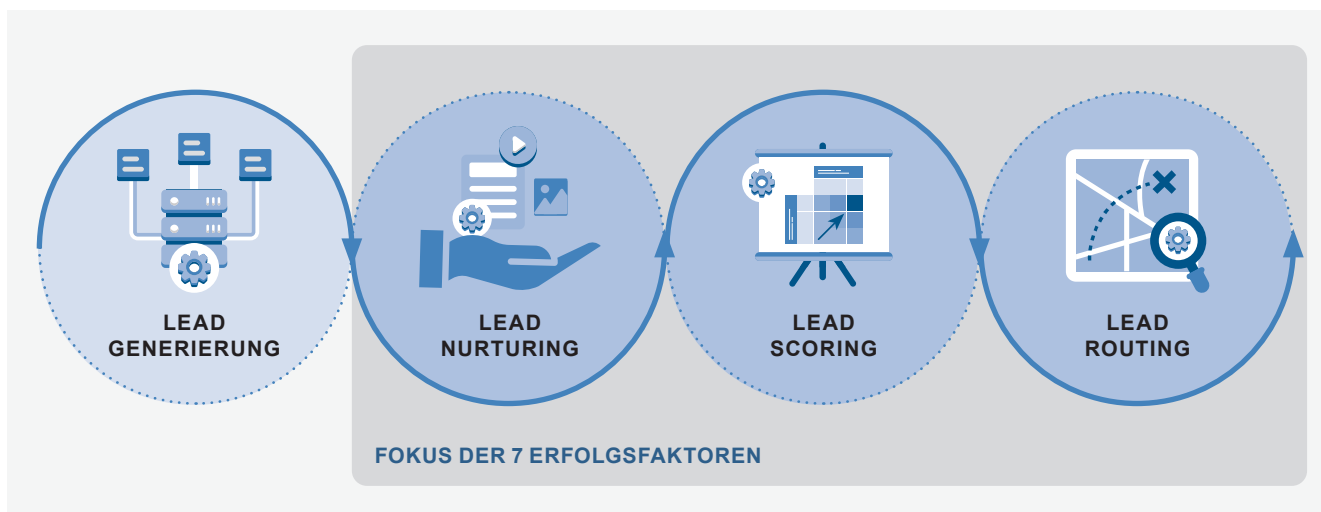 LEAD
GENERIERUNG
LEAD
NURTURING
LEAD
SCORING
LEAD
ROUTING
FOKUS DER 7 ERFOLGSFAKTOREN